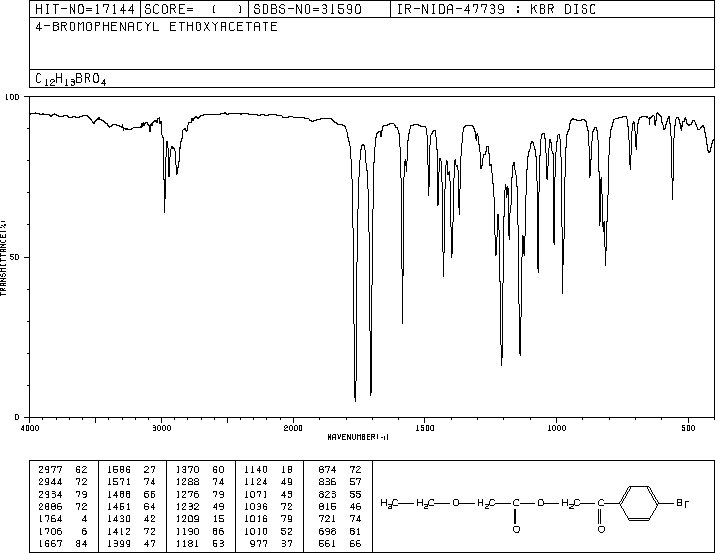 HIT-NO=17144 SCORE= ( ) SDBS-NO=31590 IR-NIDA-47739 : KBR DISC
4-BROMOPHENACYL ETHOXYACETATE
C12H13BRO4
100
50
0
TRANSMITTANCE(%)
4000 3000 2000 1500 1000 500
WAVENUMBER(-1)
2977 62 1586 27 1370 60 1140 18 874 72
2944 72 1571 74 1288 74 1124 49 836 57
2934 79 1488 66 1276 79 1071 43 823 55
2886 72 1451 64 1232 49 1036 72 815 46
1764 4 1430 42 1209 15 1016 79 721 74
1706 6 1412 72 1190 66 1010 52 698 81
1667 84 1399 47 1181 53 977 37 561 66
H3C H2C O H2C C O H2C C Br
O O